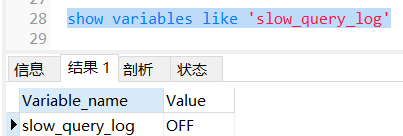 28 show variables like 'slow_query_log'
29
信息 结果 1 剖析 状态
Variable_name Value
slow_query_log OFF